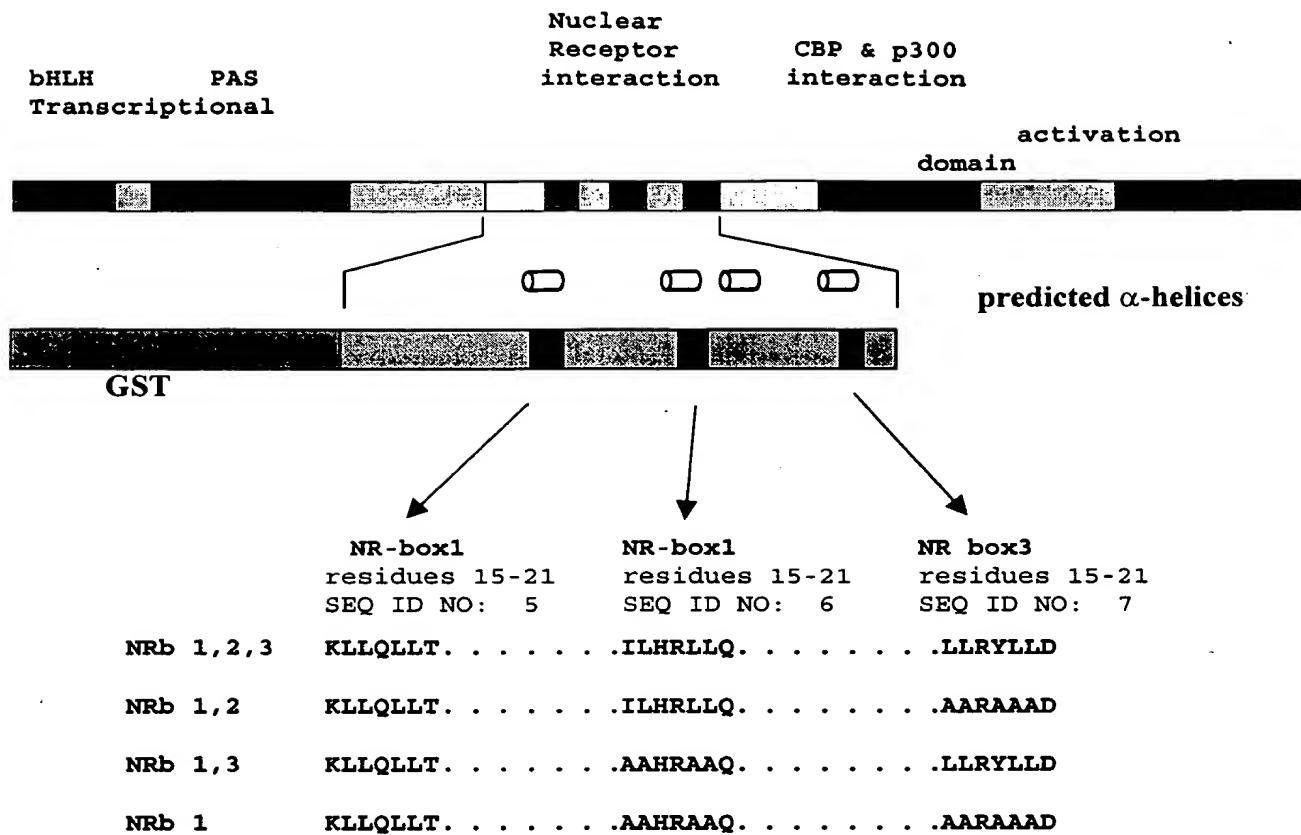 Nuclear
Receptor CBP & p300
bHLH PAS interaction interaction
Transcriptional
activation
domain
predicted α-helices
GST
NR-box1 NR-box1 NR box3
residues 15-21 residues 15-21 residues 15-21
SEQ ID NO: 5 SEQ ID NO: 6 SEQ ID NO: 7
NRb 1,2,3 KLLQLLT. . . . . . .ILHRLLQ. . . . . . . . .LLRYLLD
NRb 1,2 KLLQLLT. . . . . . .ILHRLLQ. . . . . . . . .AARAAAD
NRb 1,3 KLLQLLT. . . . . . .AAHRAAQ. . . . . . . . .LLRYLLD
NRb 1 KLLQLLT. . . . . . .AAHRAAQ. . . . . . . . .AARAAAD